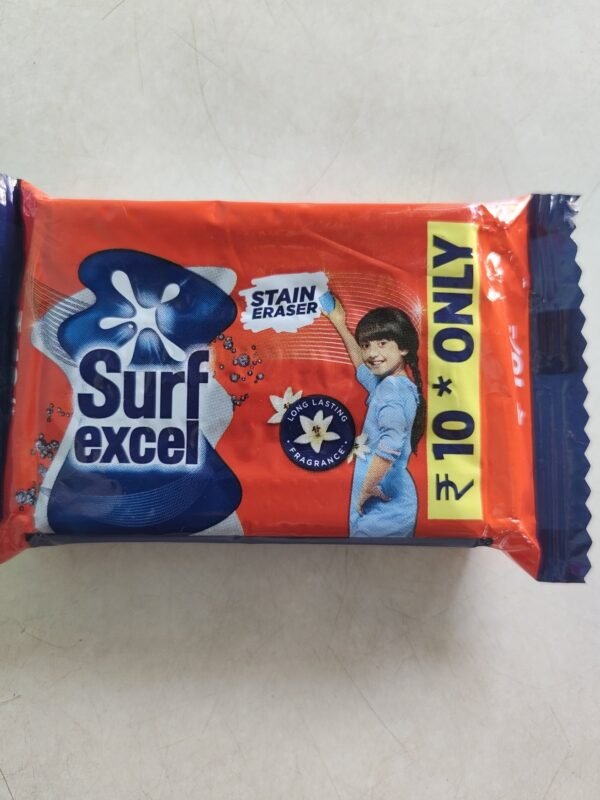 Surf
excel
STAIN
ERASER
LONG LASTING
FRAGRANCE
₹ 10 * ONLY